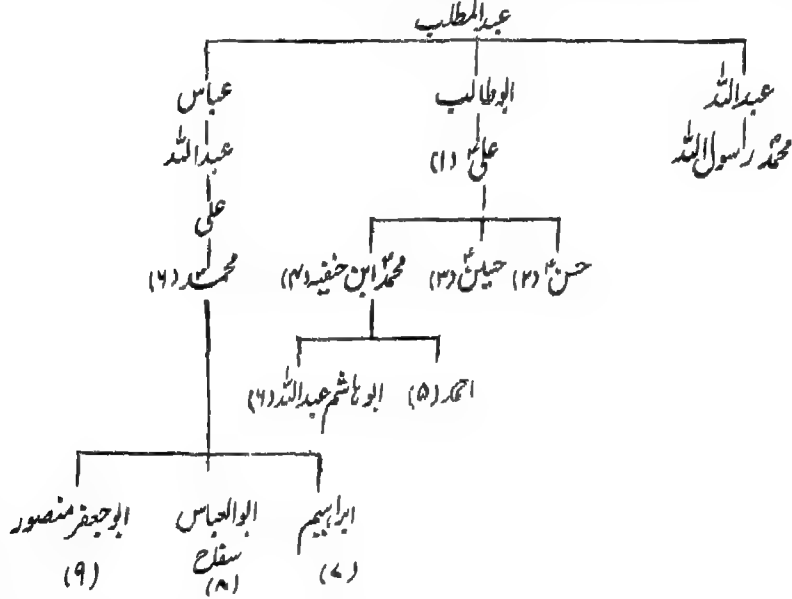 عبدالمطلب
عبداللہ ابوطالب عباس
محمدؐ رسول اللہ علیؑ (۱) عبداللہ
علی
حسنؑ (۲) حسینؑ (۳) محمدؑ ابن حنفیہ (۴) محمدؑ (۶)
احمد (۵) ابوہاشم عبداللہ (۶)
ابراہیم ابوالعباس ابوجعفر منصور
سفاح
(۷) (۸) (۹)